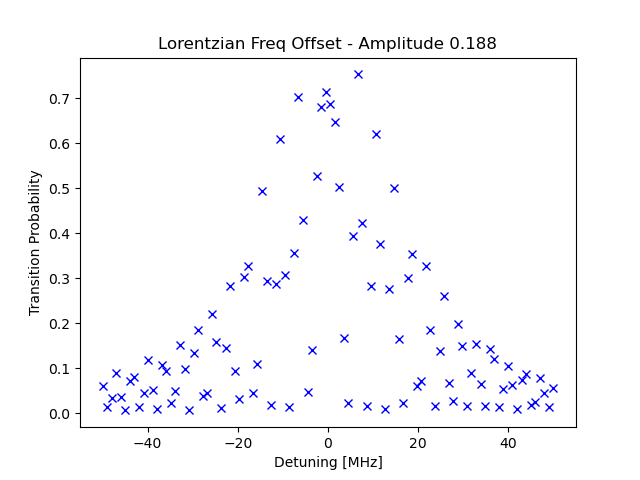 Lorentzian Freq Offset - Amplitude 0.188
0.7
0.6
0.5
0.4
0.3
0.2
0.1
0.0
Transition Probability
−40 −20 0 20 40
Detuning [MHz]